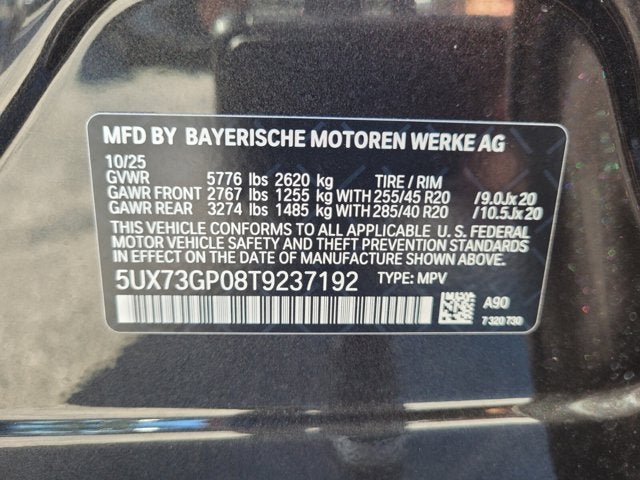 MFD BY BAYERISCHE MOTOREN WERKE AG
10/25
GVWR 5776 lbs 2620 kg TIRE / RIM
GAWR FRONT 2767 lbs 1255 kg WITH 255/45 R20 /9.0Jx20
GAWR REAR 3274 lbs 1485 kg WITH 285/40 R20 /10.5Jx20
THIS VEHICLE CONFORMS TO ALL APPLICABLE U. S. FEDERAL
MOTOR VEHICLE SAFETY AND THEFT PREVENTION STANDARDS
IN EFFECT ON THE DATE OF MANUFACTURE SHOWN ABOVE.
5UX73GP08T9237192 TYPE: MPV
A90
7 320 730